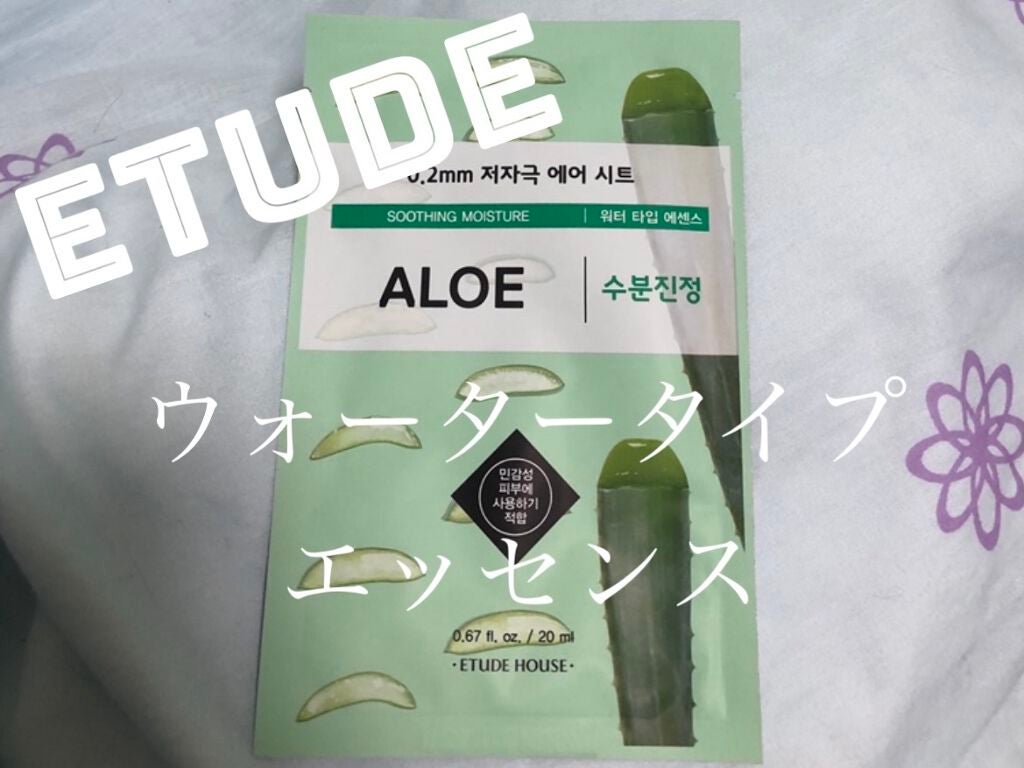 ETUDE
0.2mm 저자극 에어 시트
SOOTHING MOISTURE | 워터 타입 에센스
ALOE | 수분진정
ウォータータイプ
민감성
피부에
사용하기
적합
エッセンス
0.67 fl. oz. / 20 ml
·ETUDE HOUSE·